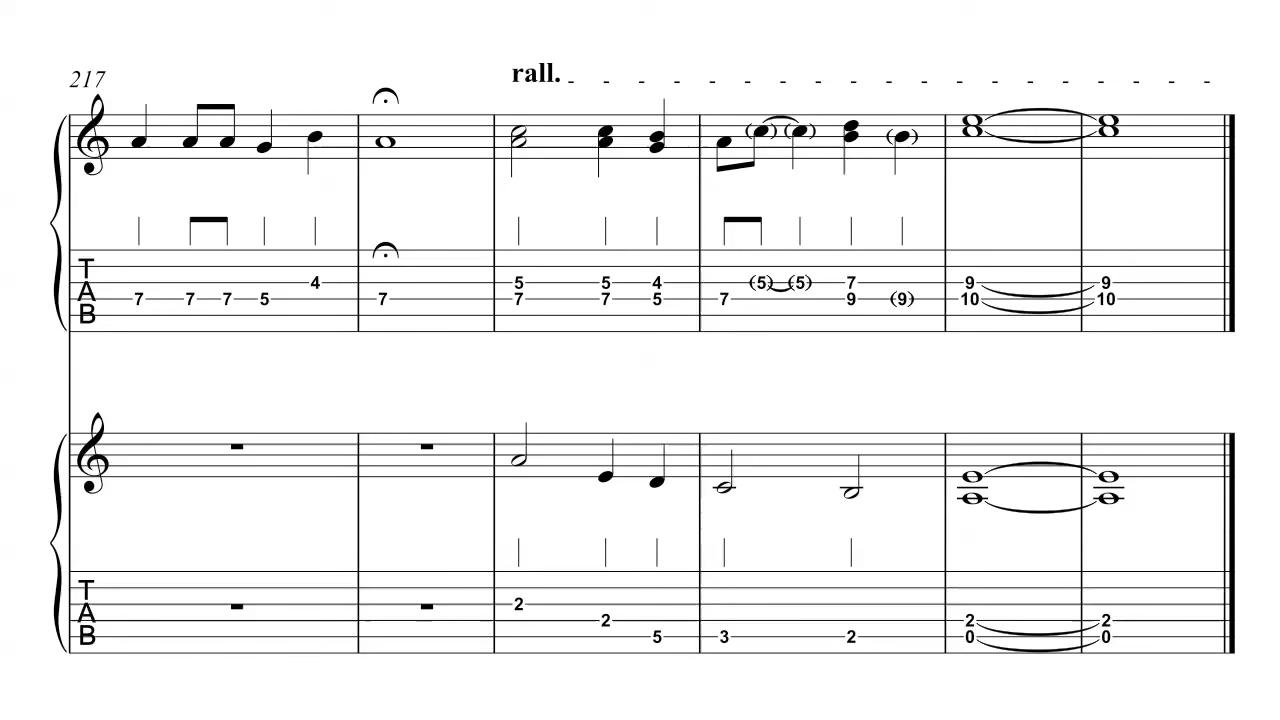 rall. - - - - - - - - - - - - - - - - - - -
217
T
A
B
4
7 7 7 5 7
5 5 4 (5) (5) 7 9 9
7 7 5 7 9 (9) 10 10
T
A
B
2
2 2 2
5 3 2 0 0